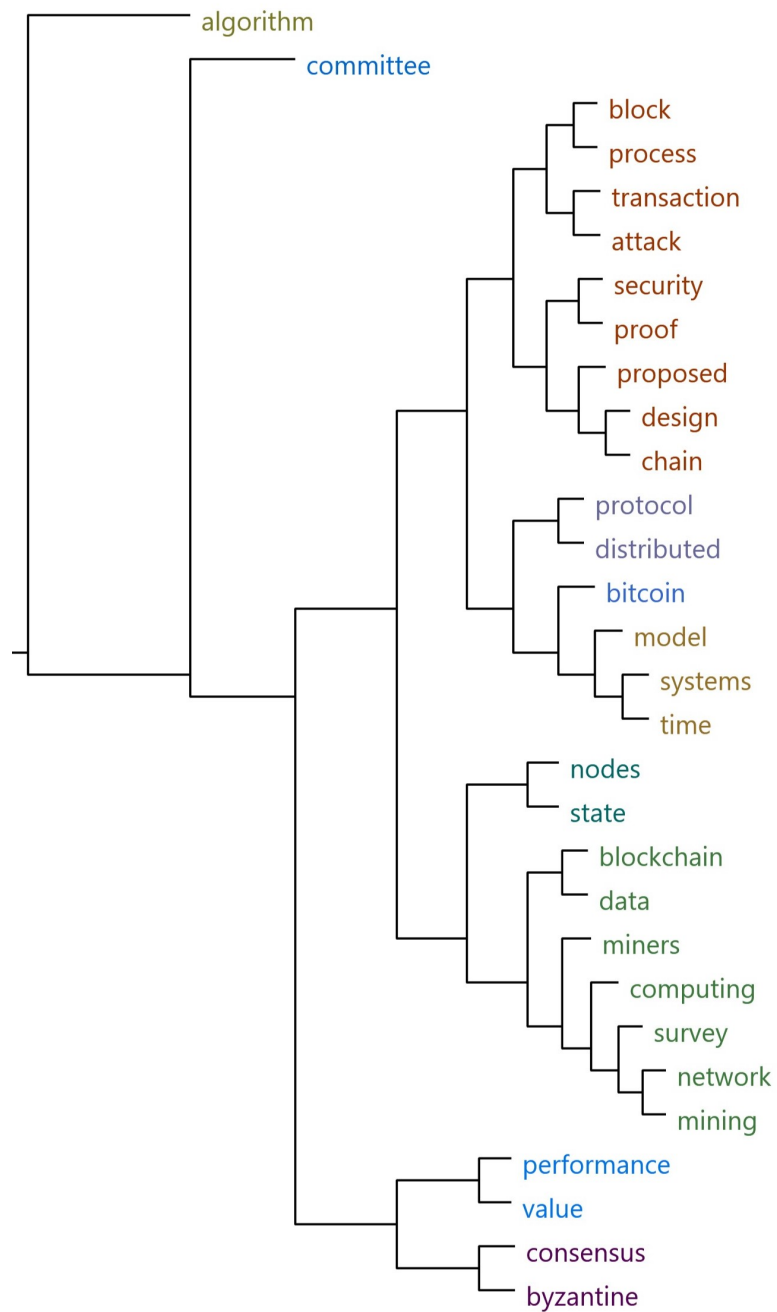 algorithm
committee
block
process
transaction
attack
security
proof
proposed
design
chain
protocol
distributed
bitcoin
model
systems
time
nodes
state
blockchain
data
miners
computing
survey
network
mining
performance
value
consensus
byzantine